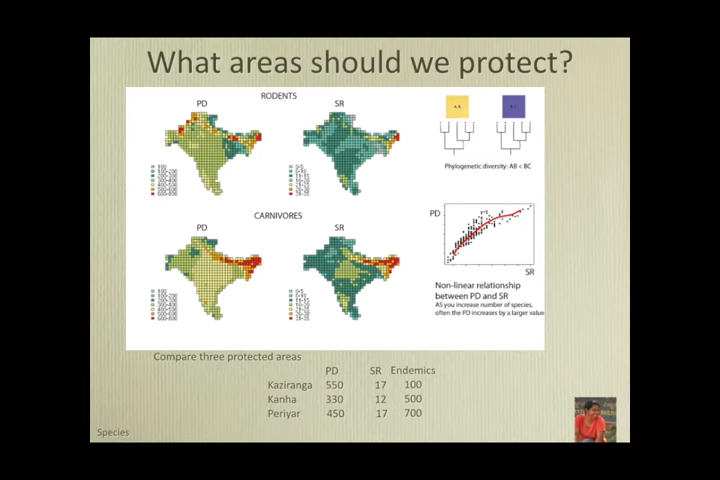 What areas should we protect?
RODENTS
PD
SR
Phylogenetic diversity: AB < BC
CARNIVORES
PD
SR
PD
SR
Non-linear relationship
between PD and SR
AS you increase number of species,
often the PD increases by a larger value
Compare three protected areas
PD SR Endemics
Kaziranga 550 17 100
Kanha 330 12 500
Periyar 450 17 700
Species